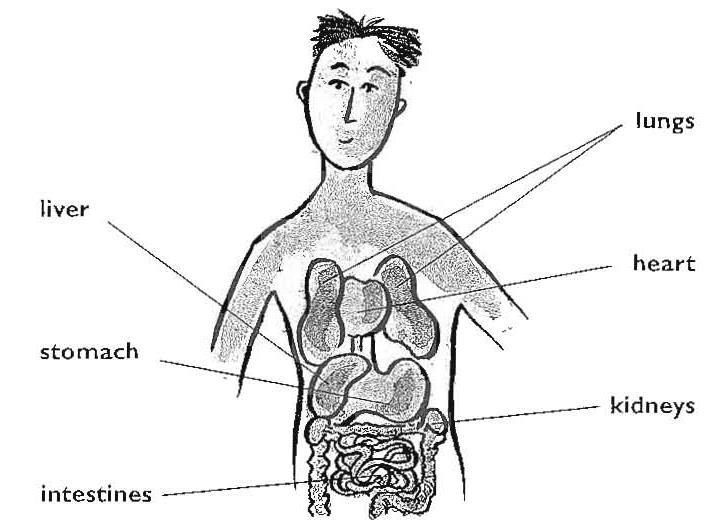 lungs
liver
heart
stomach
kidneys
intestines